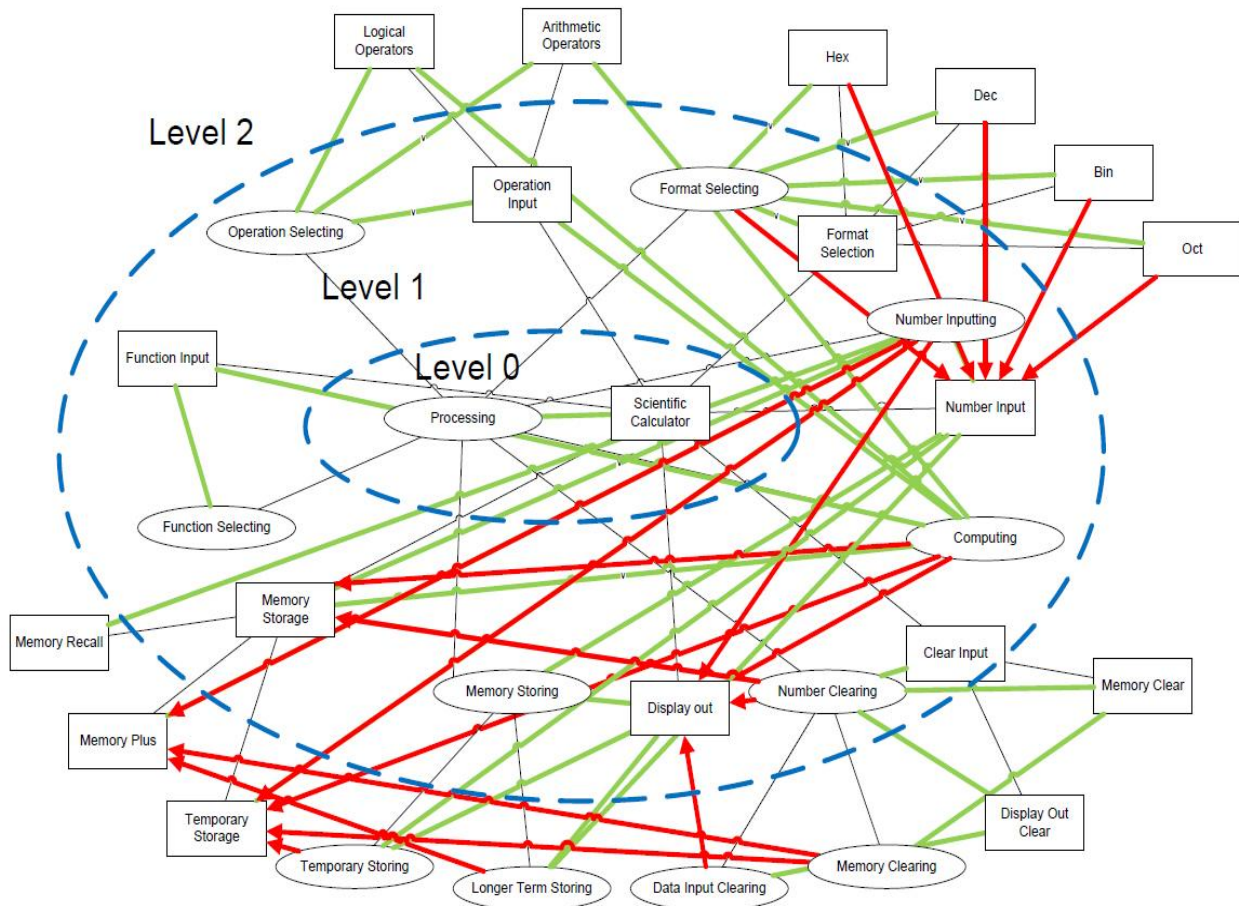 Logical
Operators
Arithmetic
Operators
Hex
Dec
Level 2
Bin
Operation
Input
Format Selecting
Operation Selecting
Format
Selection
Oct
Level 1
Number Inputting
Function Input
Level 0
Processing
Scientific
Calculator
Number Input
Function Selecting
Computing
Memory
Storage
Memory Recall
Clear Input
Memory Storing
Number Clearing
Memory Clear
Display out
Memory Plus
Temporary
Storage
Display Out
Clear
Temporary Storing
Memory Clearing
Longer Term Storing
Data Input Clearing
v
v
v
v
v
v
v
v
v
v